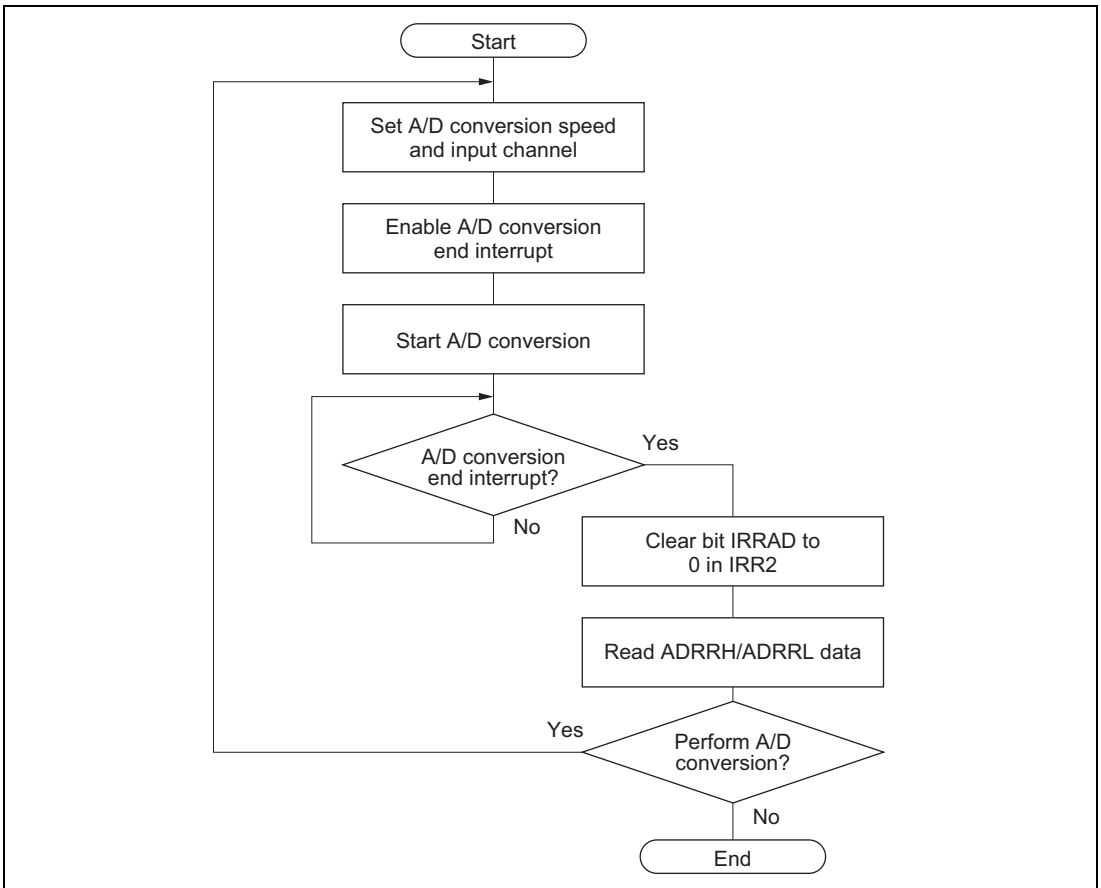 Start
Set A/D conversion speed
and input channel
Enable A/D conversion
end interrupt
Start A/D conversion
A/D conversion
end interrupt?
Yes
No
Clear bit IRRAD to
0 in IRR2
Read ADRRH/ADRRL data
Yes
Perform A/D
conversion?
No
End